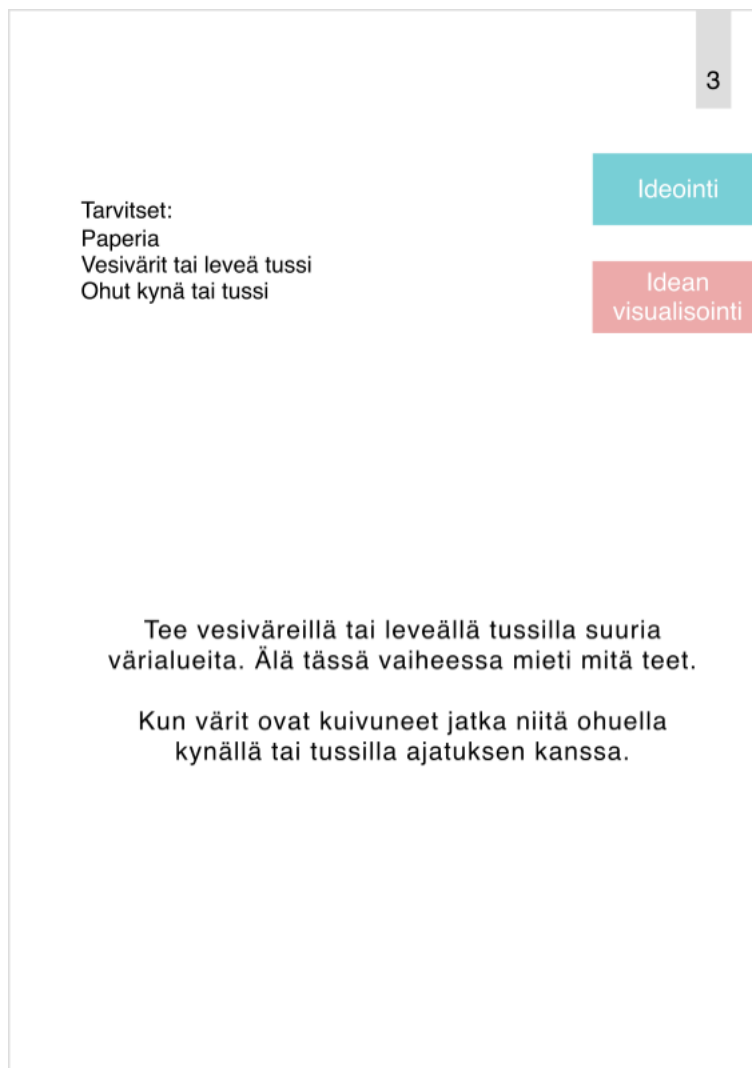 3
Ideointi
Idean
visualisointi
Tarvitset:
Paperia
Vesivärit tai leveä tussi
Ohut kynä tai tussi
Tee vesiväreillä tai leveällä tussilla suuria
värialueita. Älä tässä vaiheessa mieti mitä teet.
Kun värit ovat kuivuneet jatka niitä ohuella
kynällä tai tussilla ajatuksen kanssa.